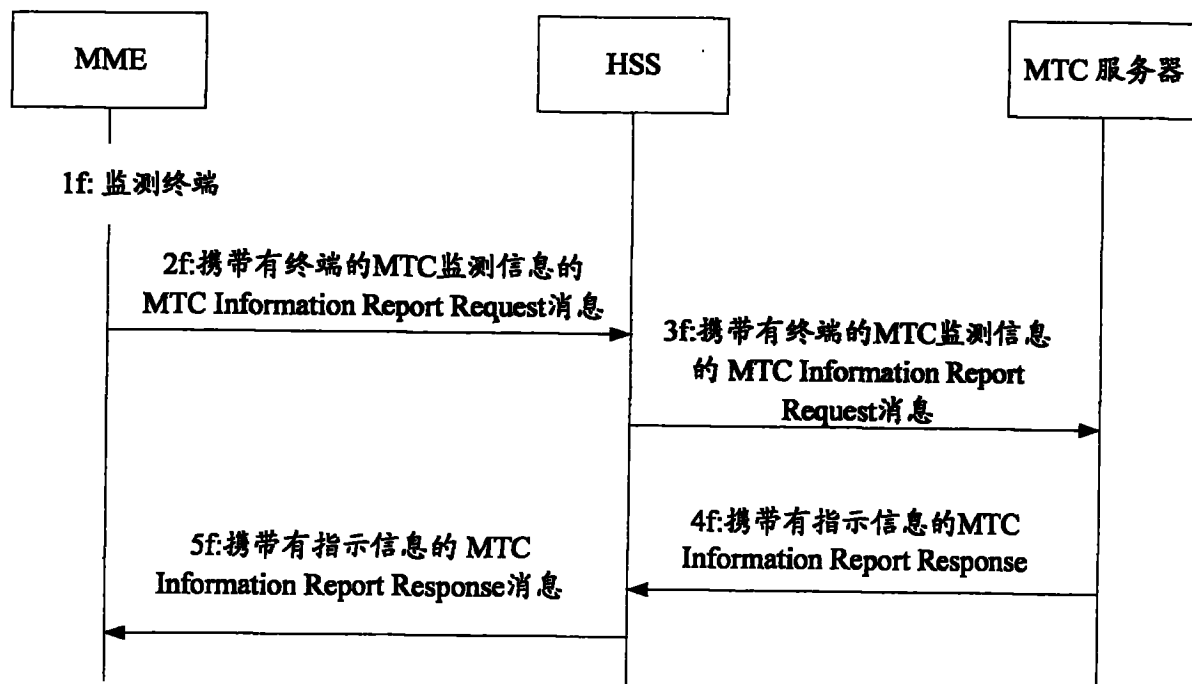 MME
HSS
MTC 服务器
1f: 监测终端
2f:携带有终端的MTC监测信息的
MTC Information Report Request消息
3f:携带有终端的MTC监测信息
的 MTC Information Report
Request消息
4f:携带有指示信息的MTC
Information Report Response
5f:携带有指示信息的 MTC
Information Report Response消息